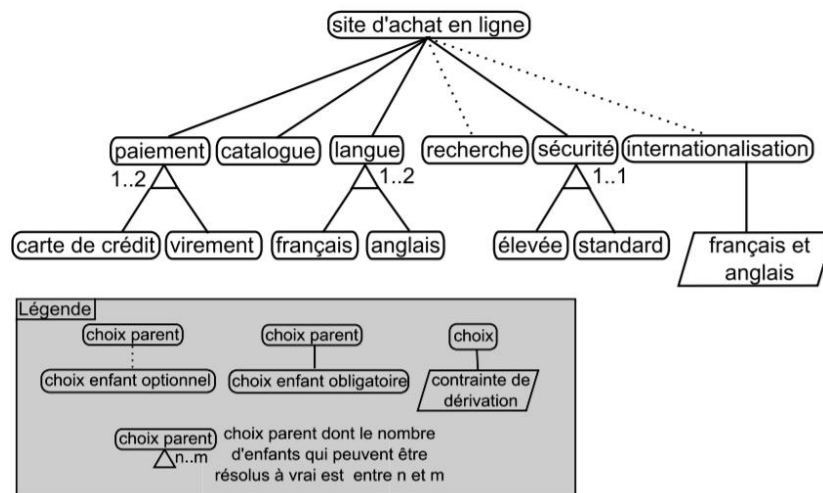 site d'achat en ligne
paiement catalogue langue recherche sécurité internationalisation
1..2 1..2 1..1
carte de crédit virement français anglais élevée standard français et anglais
Légende
choix parent choix parent choix
choix enfant optionnel choix enfant obligatoire contrainte de dérivation
choix parent n..m choix parent dont le nombre
d'enfants qui peuvent être
résolus à vrai est entre n et m